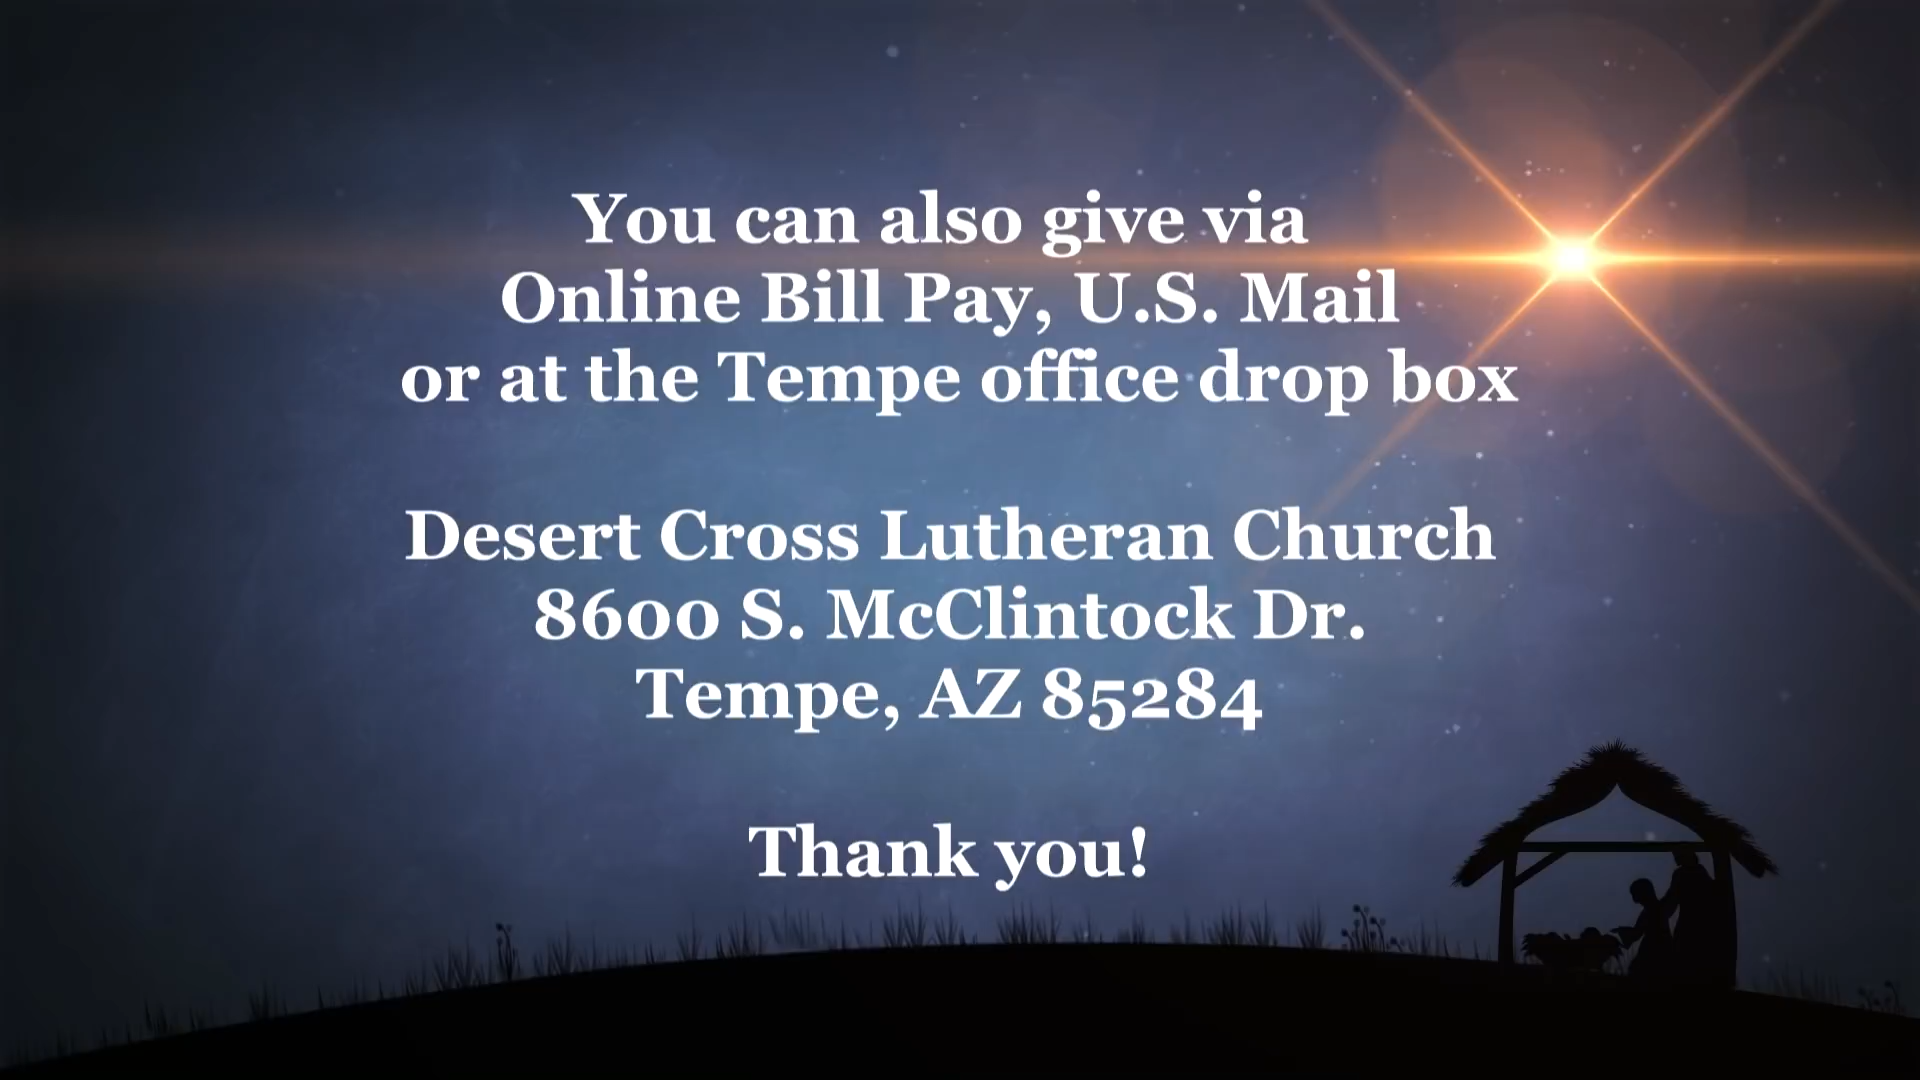 You can also give via
Online Bill Pay, U.S. Mail
or at the Tempe office drop box
Desert Cross Lutheran Church
8600 S. McClintock Dr.
Tempe, AZ 85284
Thank you!